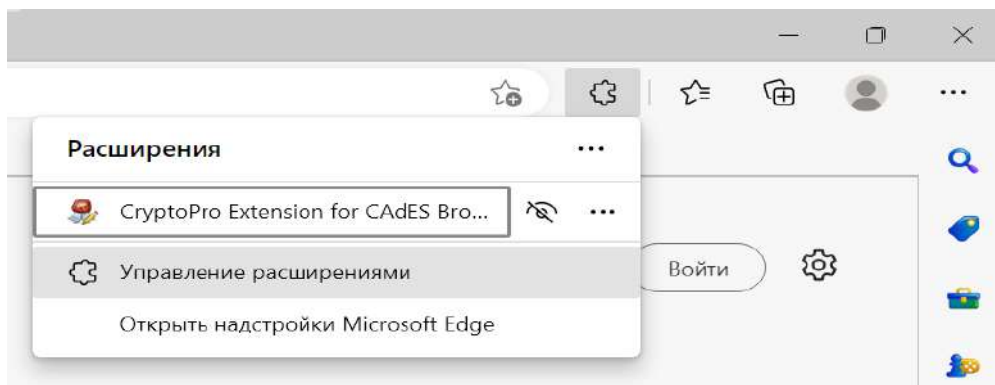 Расширения
CryptoPro Extension for CAdES Bro...
Управление расширениями
Открыть надстройки Microsoft Edge
Войти